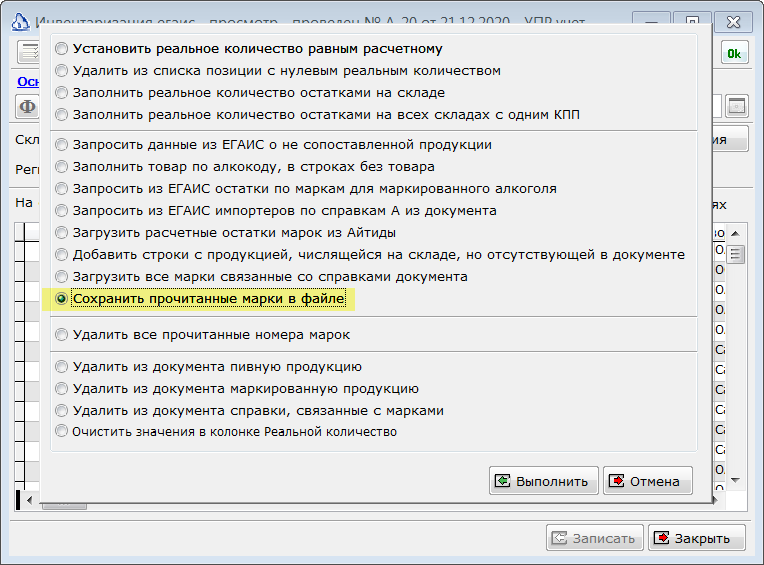 Инвентаризация егаис - просмотр - проведен № А-20 от 21.12.2020 - УПР учет
Ok
Осн
Ф
Скл
ия
Реги
На
ях
Установить реальное количество равным расчетному
Удалить из списка позиции с нулевым реальным количеством
Заполнить реальное количество остатками на складе
Заполнить реальное количество остатками на всех складах с одним КПП
Запросить данные из ЕГАИС о не сопоставленной продукции
Заполнить товар по алкокоду, в строках без товара
Запросить из ЕГАИС остатки по маркам для маркированного алкоголя
Запросить из ЕГАИС импортеров по справкам А из документа
Загрузить расчетные остатки марок из Айтиды
Добавить строки с продукцией, числящейся на складе, но отсутствующей в документе
Загрузить все марки связанные со справками документа
Сохранить прочитанные марки в файле
Удалить все прочитанные номера марок
Удалить из документа пивную продукцию
Удалить из документа маркированную продукцию
Удалить из документа справки, связанные с марками
Очистить значения в колонке Реальной количество
Выполнить
Отмена
Записать
Закрыть